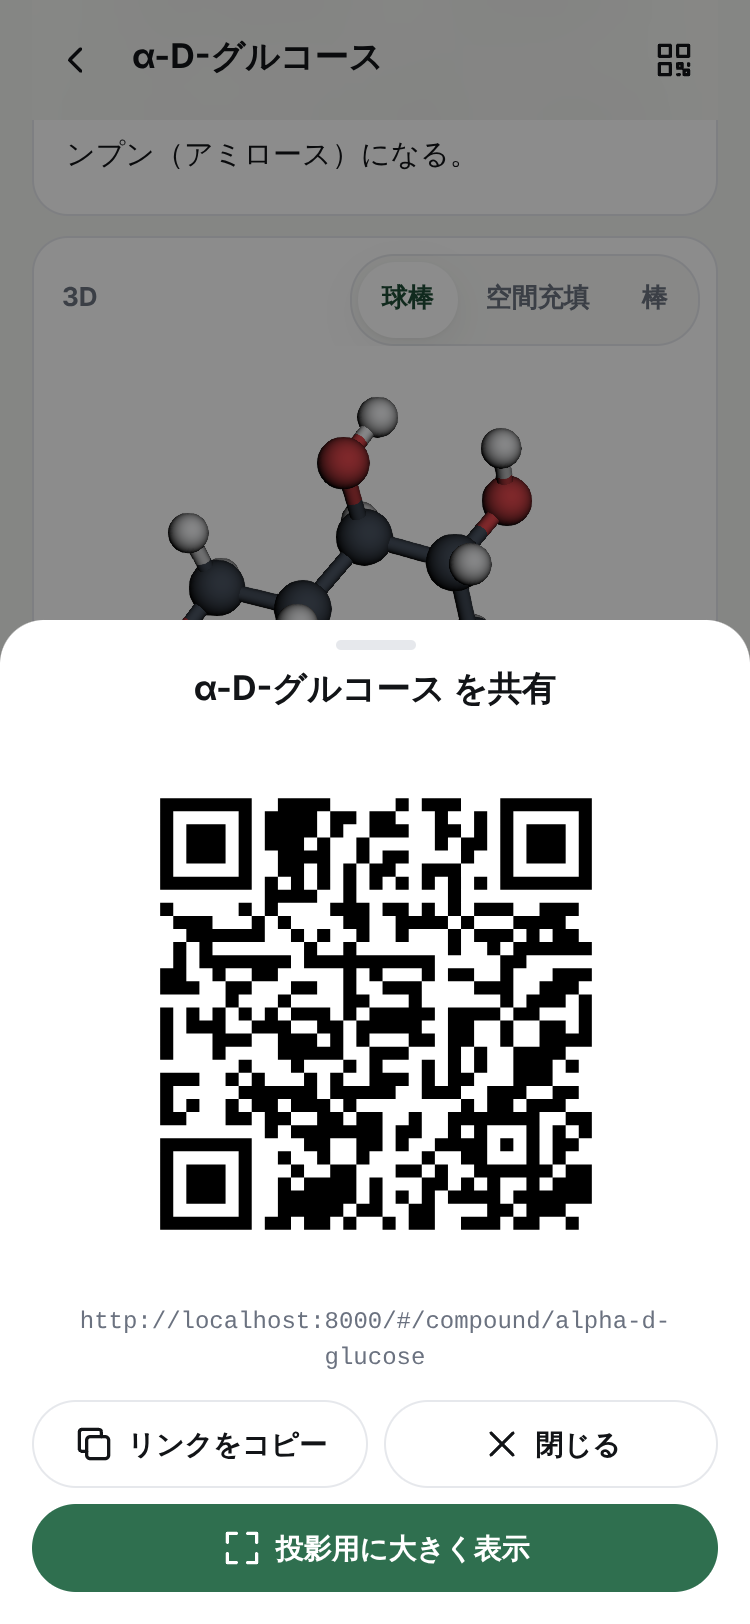 α-D-グルコース
ンプン（アミロース）になる。
3D
球棒 空間充填 棒
α-D-グルコース を共有
http://localhost:8000/#/compound/alpha-d-
glucose
リンクをコピー 閉じる
投影用に大きく表示